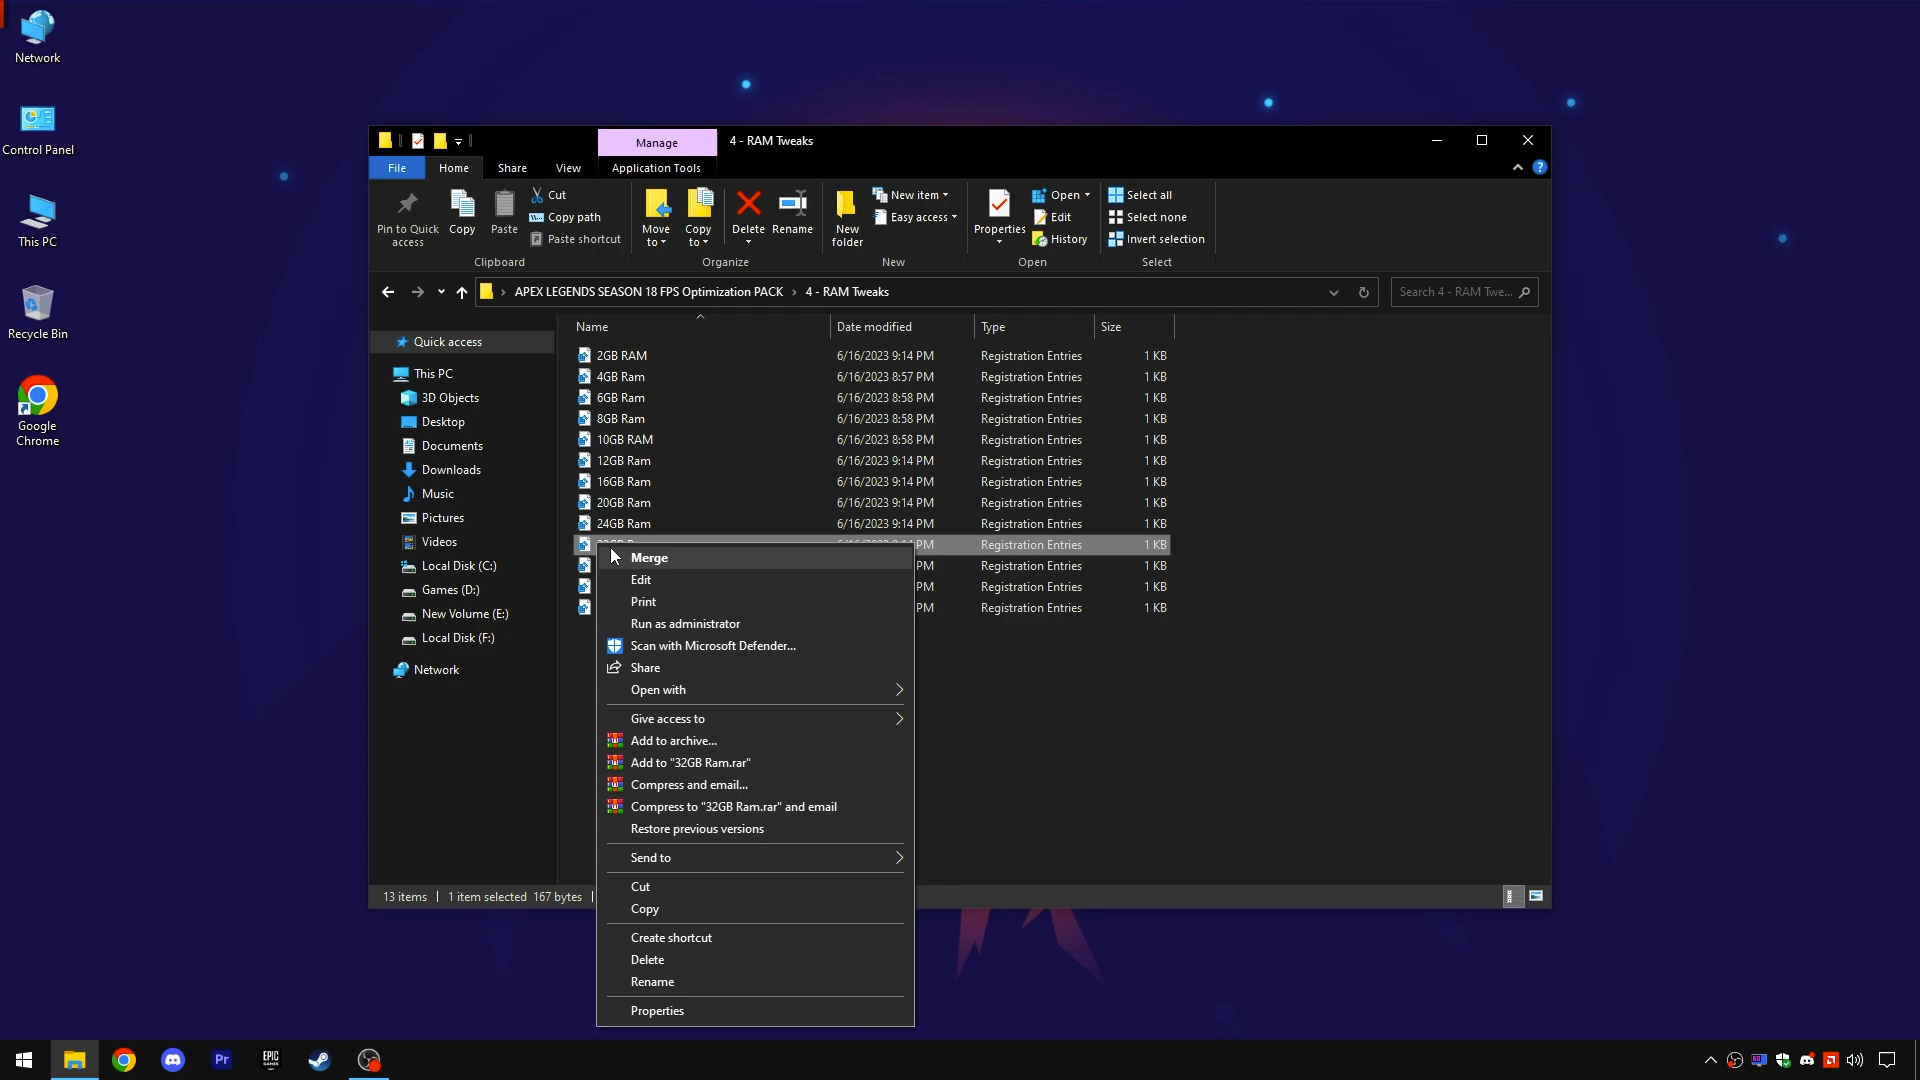 Network
Control Panel
This PC
Recycle Bin
Google
Chrome
Manage
4 - RAM Tweaks
File
Home
Share
View
Application Tools
Pin to Quick
access
Copy
Paste
Cut
Copy path
Paste shortcut
Clipboard
Move
to
Copy
to
Delete
Rename
Organize
New
folder
New item
Easy access
New
Properties
Open
Edit
History
Open
Select all
Select none
Invert selection
Select
APEX LEGENDS SEASON 18 FPS Optimization PACK
4 - RAM Tweaks
Search 4 - RAM Twe...
Name
Date modified
Type
Size
Quick access
This PC
3D Objects
Desktop
Documents
Downloads
Music
Pictures
Videos
Local Disk (C:)
Games (D:)
New Volume (E:)
Local Disk (F:)
Network
2GB RAM 6/16/2023 9:14 PM Registration Entries 1 KB
4GB Ram 6/16/2023 8:57 PM Registration Entries 1 KB
6GB Ram 6/16/2023 8:58 PM Registration Entries 1 KB
8GB Ram 6/16/2023 8:58 PM Registration Entries 1 KB
10GB RAM 6/16/2023 8:58 PM Registration Entries 1 KB
12GB Ram 6/16/2023 9:14 PM Registration Entries 1 KB
16GB Ram 6/16/2023 9:14 PM Registration Entries 1 KB
20GB Ram 6/16/2023 9:14 PM Registration Entries 1 KB
24GB Ram 6/16/2023 9:14 PM Registration Entries 1 KB
PM Registration Entries 1 KB
PM Registration Entries 1 KB
PM Registration Entries 1 KB
PM Registration Entries 1 KB
Merge
Edit
Print
Run as administrator
Scan with Microsoft Defender...
Share
Open with
Give access to
Add to archive...
Add to "32GB Ram.rar"
Compress and email...
Compress to "32GB Ram.rar" and email
Restore previous versions
Send to
Cut
Copy
Create shortcut
Delete
Rename
Properties
13 items
1 item selected 167 bytes
Pr
EPIC
GAMES